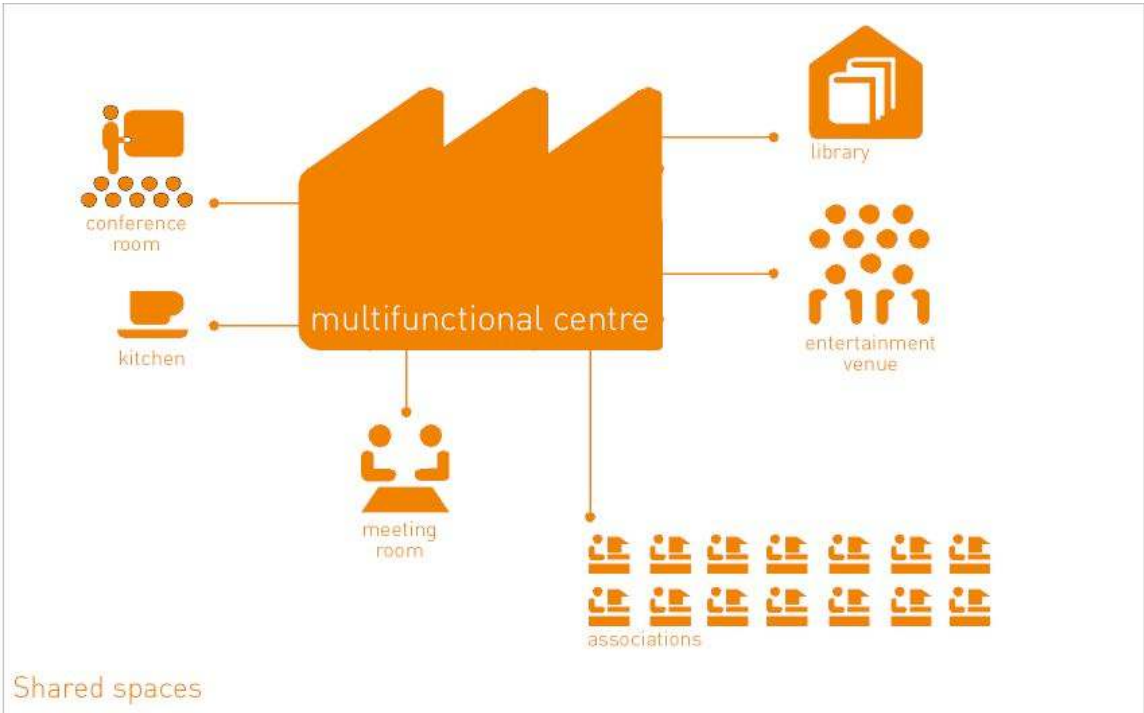 library
conference
room
multifunctional centre
kitchen
entertainment
venue
meeting
room
associations
Shared spaces